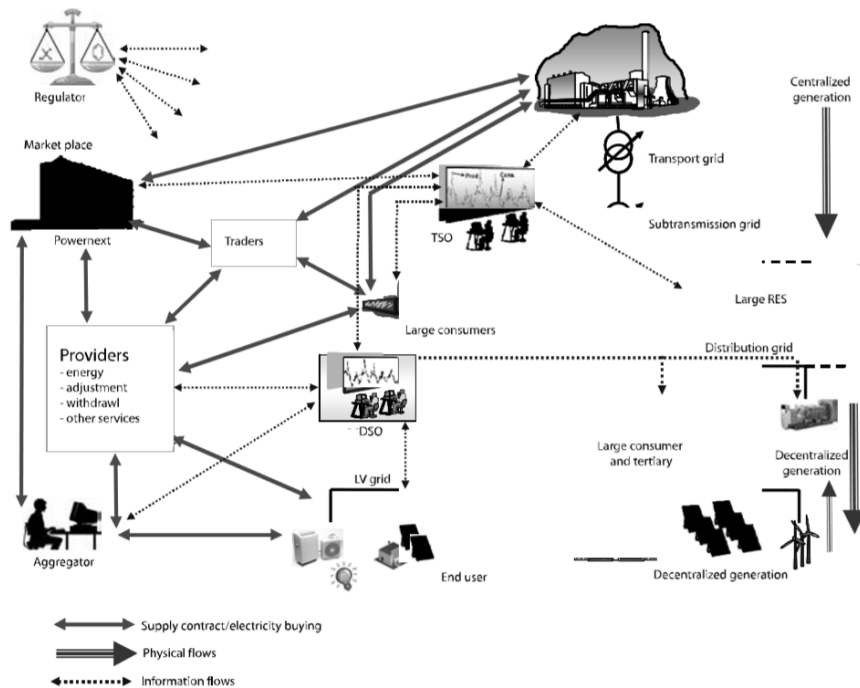 Regulator
Centralized
generation
Market place
Prod.
Cons.
Transport grid
Powernext
Traders
TSO
Subtransmission grid
Large RES
Large consumers
Providers
- energy
- adjustment
- withdrawl
- other services
Distribution grid
DSO
Large consumer
and tertiary
Decentralized
generation
LV grid
Aggregator
End user
Decentralized generation
Supply contract/electricity buying
Physical flows
Information flows